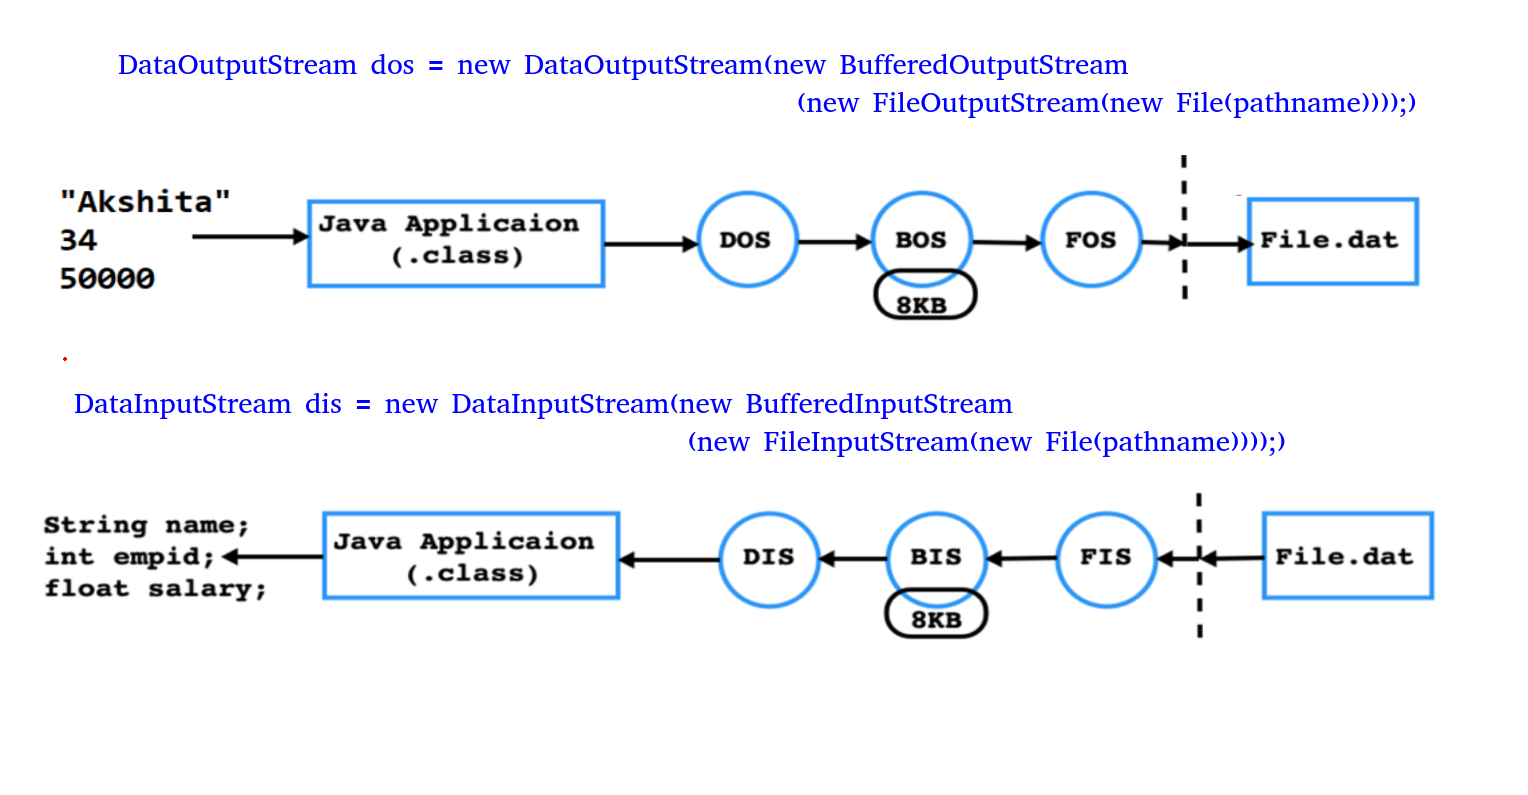 DataOutputStream dos = new DataOutputStream(new BufferedOutputStream
(new FileOutputStream(new File(pathname))));)
"Akshita"
34
50000
Java Applicaion
(.class)
DOS
BOS
8KB
FOS
File.dat
DataInputStream dis = new DataInputStream(new BufferedInputStream
(new FileInputStream(new File(pathname))));)
String name;
int empid;
float salary;
Java Applicaion
(.class)
DIS
BIS
8KB
FIS
File.dat